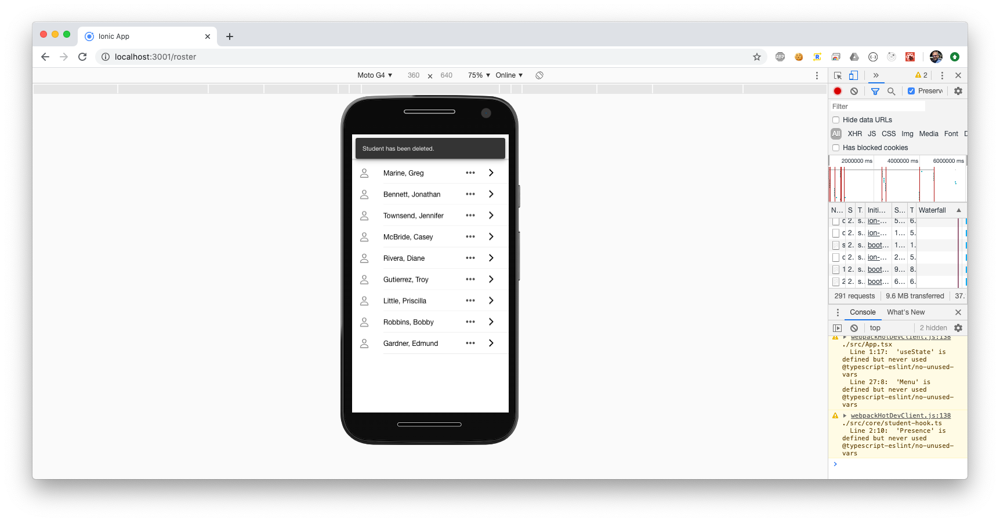 Ionic App
localhost:3001/roster
ABP
R
Moto G4 ▼ 360 × 640 75% ▼ Online ▼
2
Preserv
Filter
Hide data URLs
All XHR JS CSS Img Media Font D
Has blocked cookies
2000000 ms 4000000 ms 6000000 ms
N... S T. Initi... S... T Waterfall ▲
c 2. s.. ion-... 5... 6.
c 2. s.. ion-... 1... 5.
s 2. s.. boot... 1... 1.
c 2. s.. ion-... 2... 5.
1 2. s.. boot... 9... 8.
2 2. s.. boot... 6... 6.
291 requests 9.6 MB transferred 37.
Console What's New
top 2 hidden
webpackHotDevClient.js:138
./src/App.tsx
Line 1:17: 'useState' is
defined but never used
@typescript-eslint/no-unused-
vars
Line 27:8: 'Menu' is
defined but never used
@typescript-eslint/no-unused-
vars
webpackHotDevClient.js:138
./src/core/student-hook.ts
Line 2:10: 'Presence' is
defined but never used
@typescript-eslint/no-unused-
vars
Student has been deleted.
Marine, Greg
Bennett, Jonathan
Townsend, Jennifer
McBride, Casey
Rivera, Diane
Gutierrez, Troy
Little, Priscilla
Robbins, Bobby
Gardner, Edmund